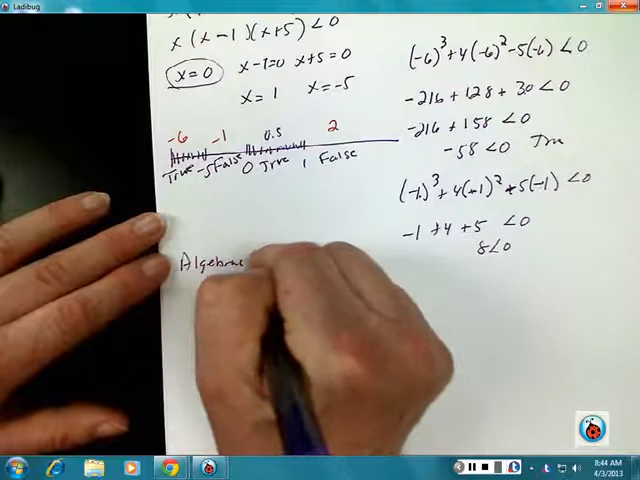 Ladibug
x(x-1)(x+5)<0
x=0 x-1=0 x+5=0
x=1 x=-5
-6 -1 0.5 2
True -5 False 0 True 1 False
(-6)³+4(-6)²-5(-6)<0
-216+128+30<0
-216+158<0
-58<0 True
(-1)³+4(-1)²-5(-1)<0
-1+4+5<0
8<0
Algebra
8:44 AM
4/3/2013